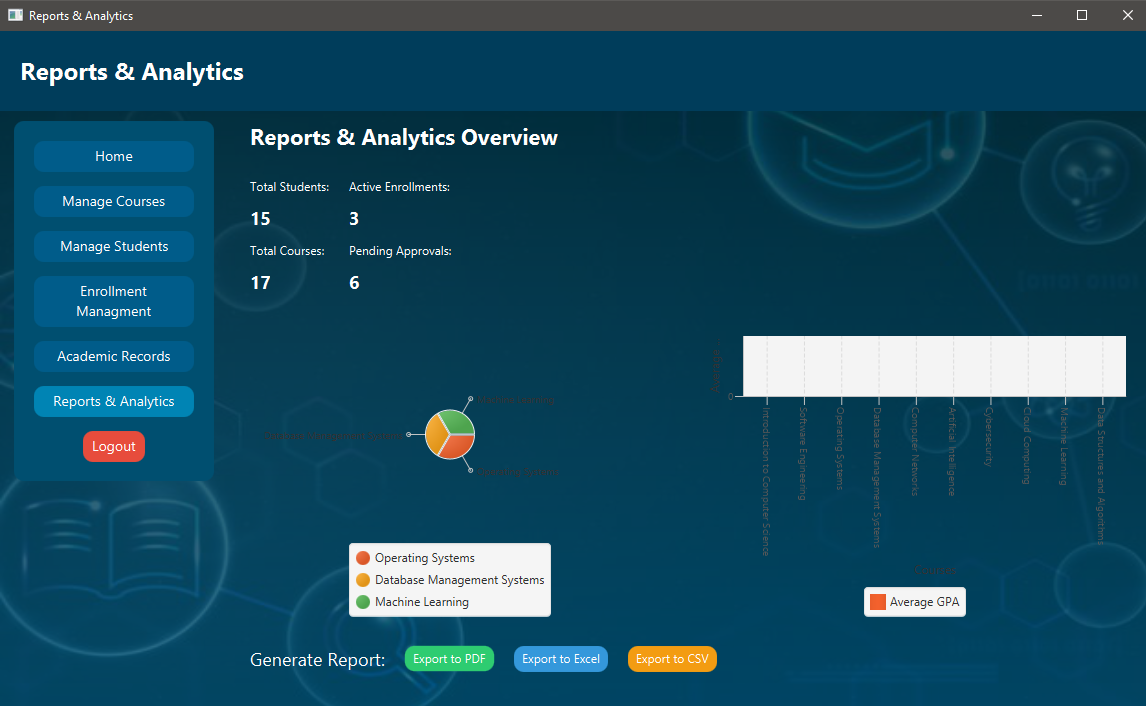 Reports & Analytics
Reports & Analytics
Home
Manage Courses
Manage Students
Enrollment
Managment
Academic Records
Reports & Analytics
Logout
Reports & Analytics Overview
Total Students:
Active Enrollments:
15
3
Total Courses:
Pending Approvals:
17
6
Machine Learning
Database Management Systems
Operating Systems
Operating Systems
Database Management Systems
Machine Learning
0
Introduction to Computer Science
Software Engineering
Operating Systems
Database Management Systems
Computer Networks
Artificial Intelligence
Cybersecurity
Cloud Computing
Machine Learning
Data Structures and Algorithms
Courses
Average GPA
Generate Report:
Export to PDF
Export to Excel
Export to CSV